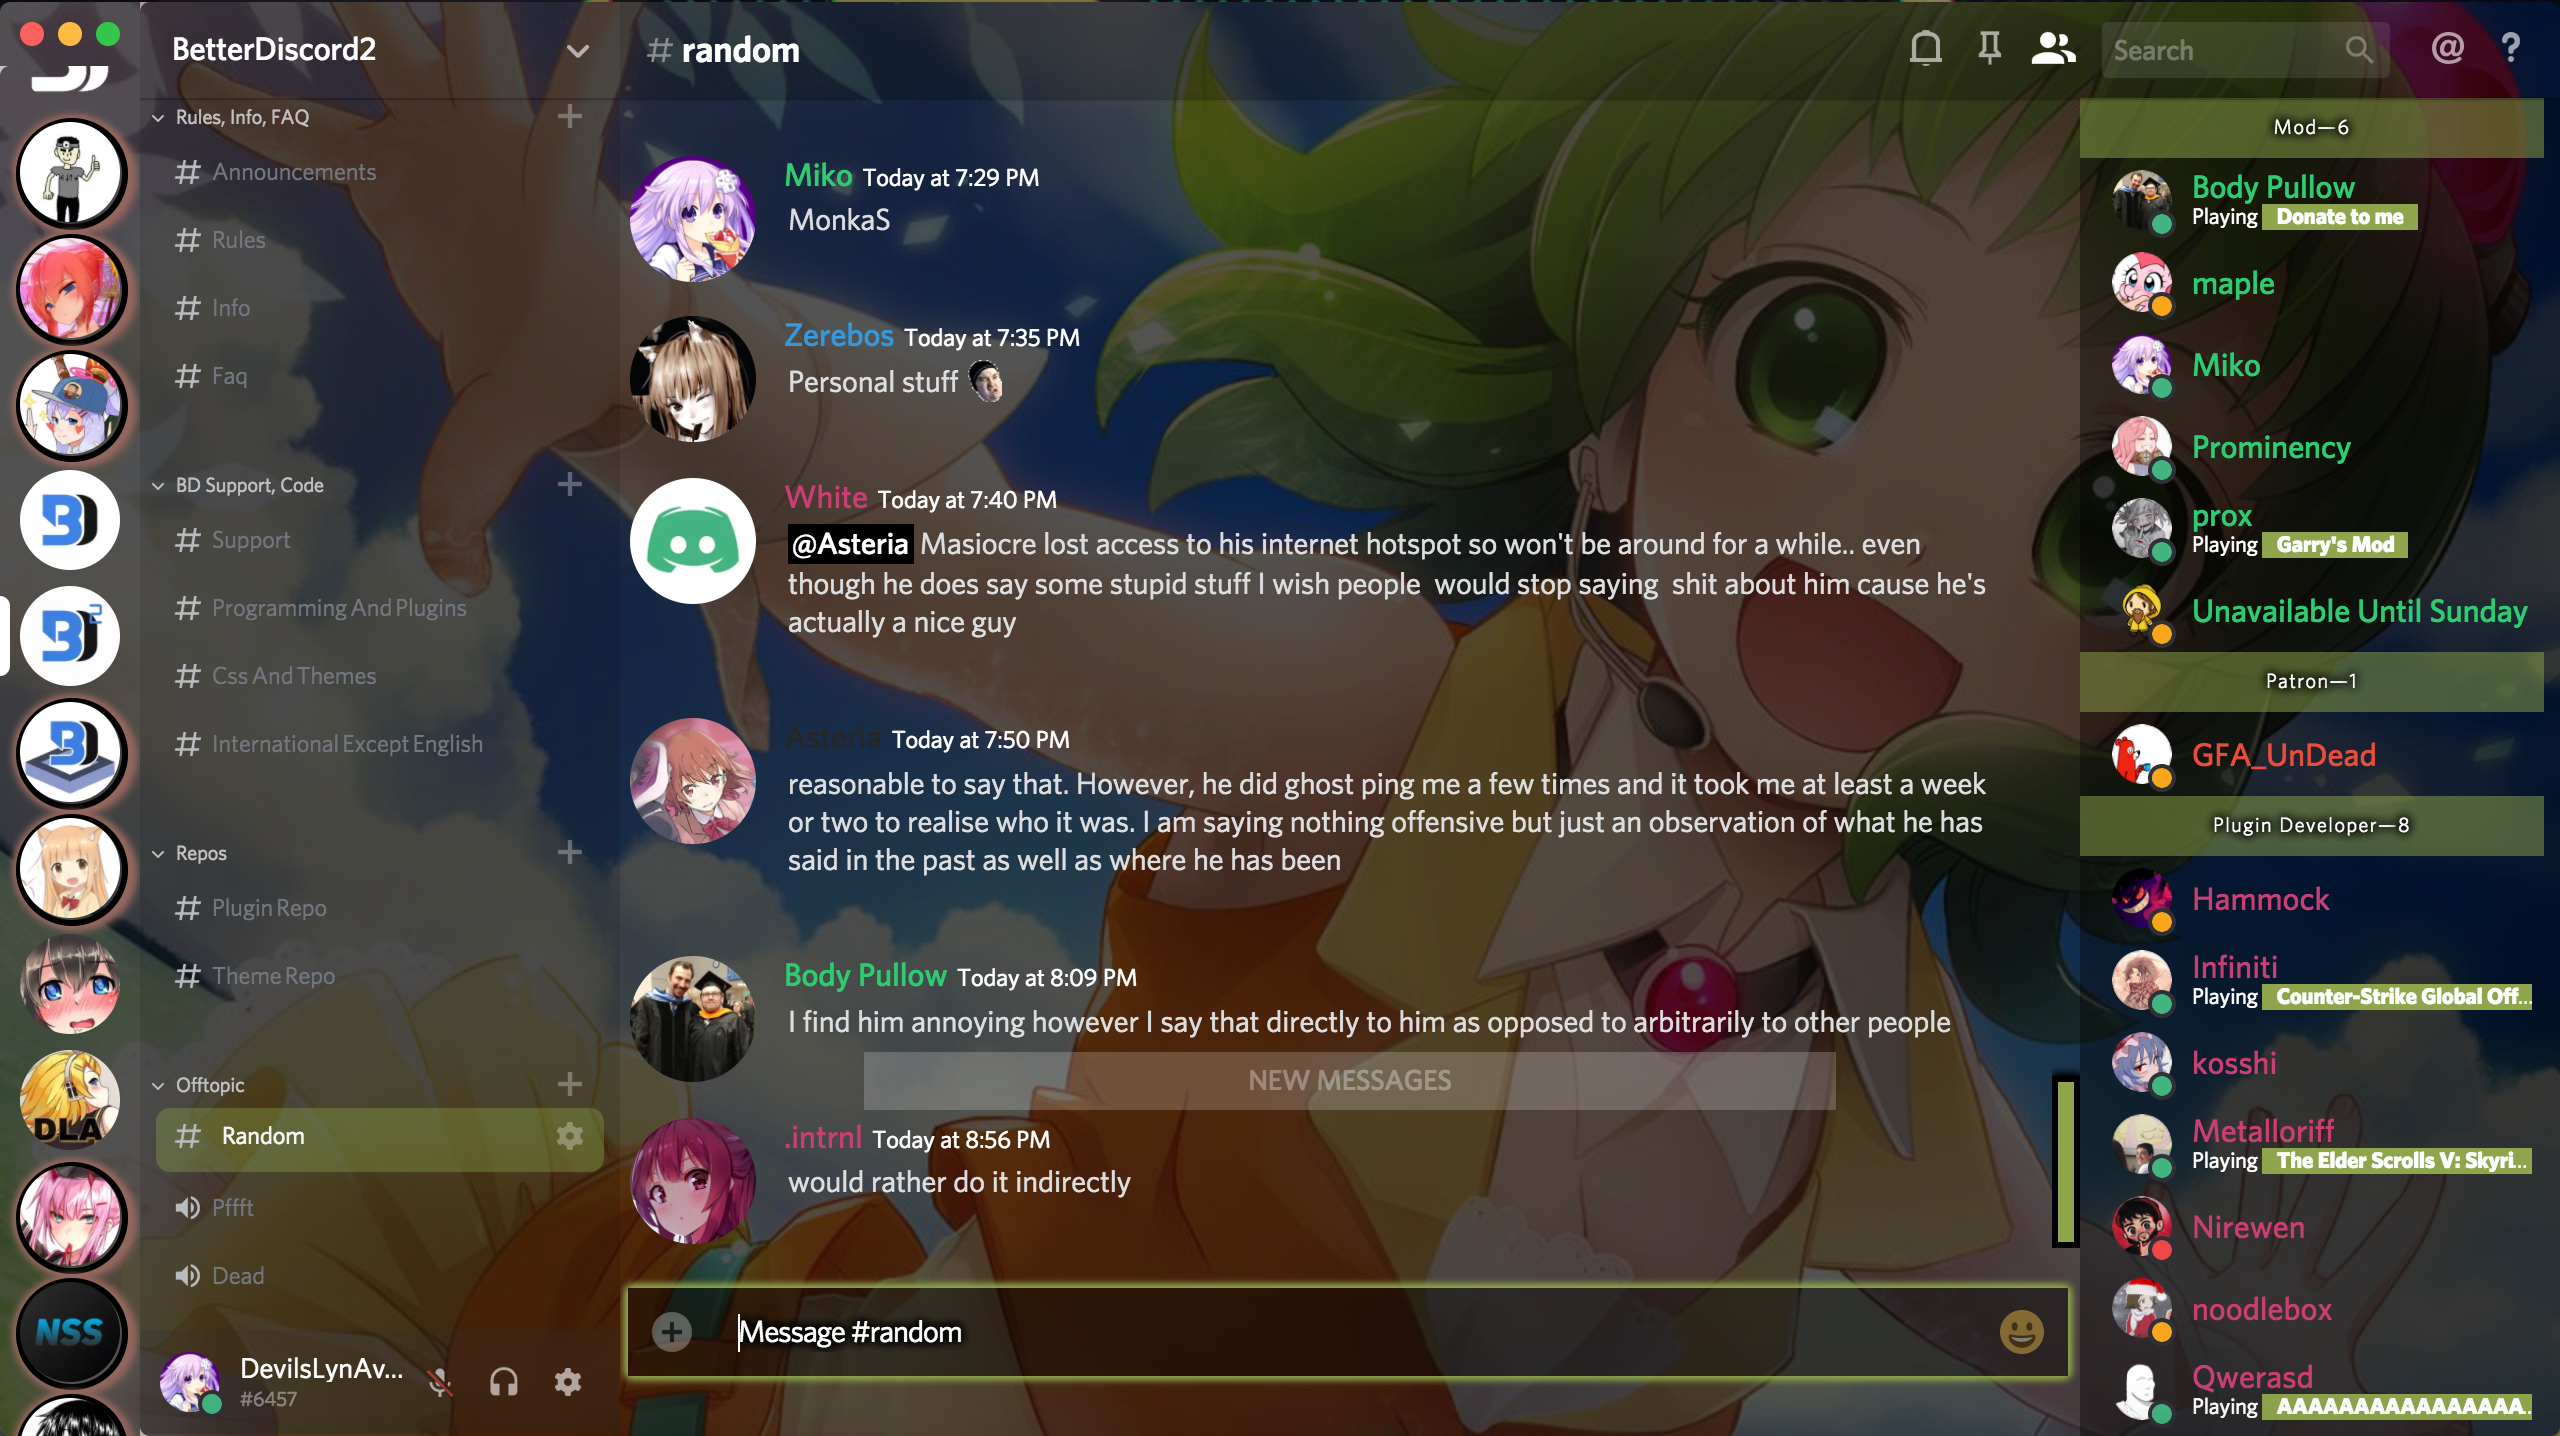 BetterDiscord2
Rules, Info, FAQ
Announcements
Rules
Info
Faq
BD Support, Code
Support
Programming And Plugins
Css And Themes
International Except English
Repos
Plugin Repo
Theme Repo
Offtopic
Random
Pffft
Dead
DLA
NSS
2
DevilsLynAv...
#6457
# random
Search
Miko Today at 7:29 PM
MonkaS
Zerebos Today at 7:35 PM
Personal stuff
White Today at 7:40 PM
@Asteria Masiocre lost access to his internet hotspot so won't be around for a while.. even
though he does say some stupid stuff I wish people would stop saying shit about him cause he's
actually a nice guy
Asteria Today at 7:50 PM
reasonable to say that. However, he did ghost ping me a few times and it took me at least a week
or two to realise who it was. I am saying nothing offensive but just an observation of what he has
said in the past as well as where he has been
Body Pullow Today at 8:09 PM
I find him annoying however I say that directly to him as opposed to arbitrarily to other people
NEW MESSAGES
.intrnl Today at 8:56 PM
would rather do it indirectly
Message #random
Mod—6
Body Pullow
Playing Donate to me
maple
Miko
Prominency
prox
Playing Garry's Mod
Unavailable Until Sunday
Patron—1
GFA_UnDead
Plugin Developer—8
Hammock
Infiniti
Playing Counter-Strike Global Off...
kosshi
Metalloriff
Playing The Elder Scrolls V: Skyri...
Nirewen
noodlebox
Qwerasd
Playing AAAAAAAAAAAAAAAA...